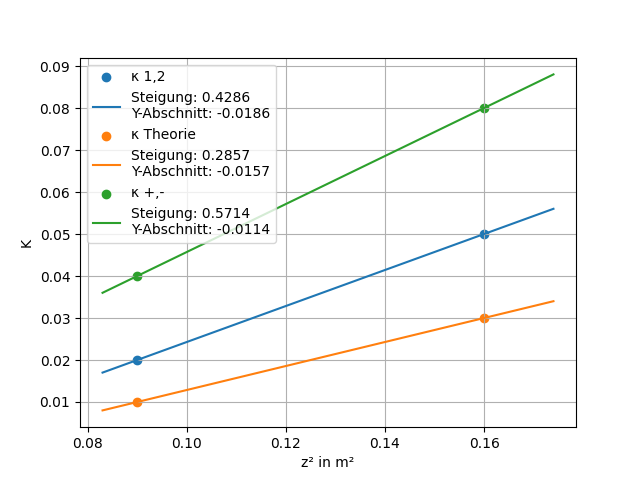 0.09
0.08
0.07
0.06
0.05
0.04
0.03
0.02
0.01
K
κ 1,2
Steigung: 0.4286
Y-Abschnitt: -0.0186
κ Theorie
Steigung: 0.2857
Y-Abschnitt: -0.0157
κ +,-
Steigung: 0.5714
Y-Abschnitt: -0.0114
0.08 0.10 0.12 0.14 0.16
z² in m²